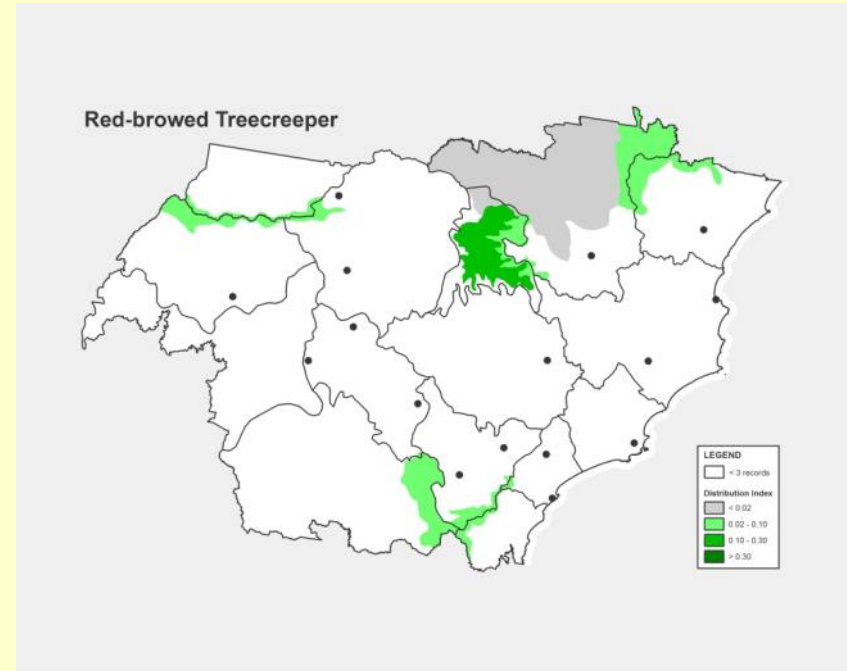 Red-browed Treecreeper
LEGEND
< 3 records
Distribution Index
< 0.02
0.02 - 0.10
0.10 - 0.30
> 0.30